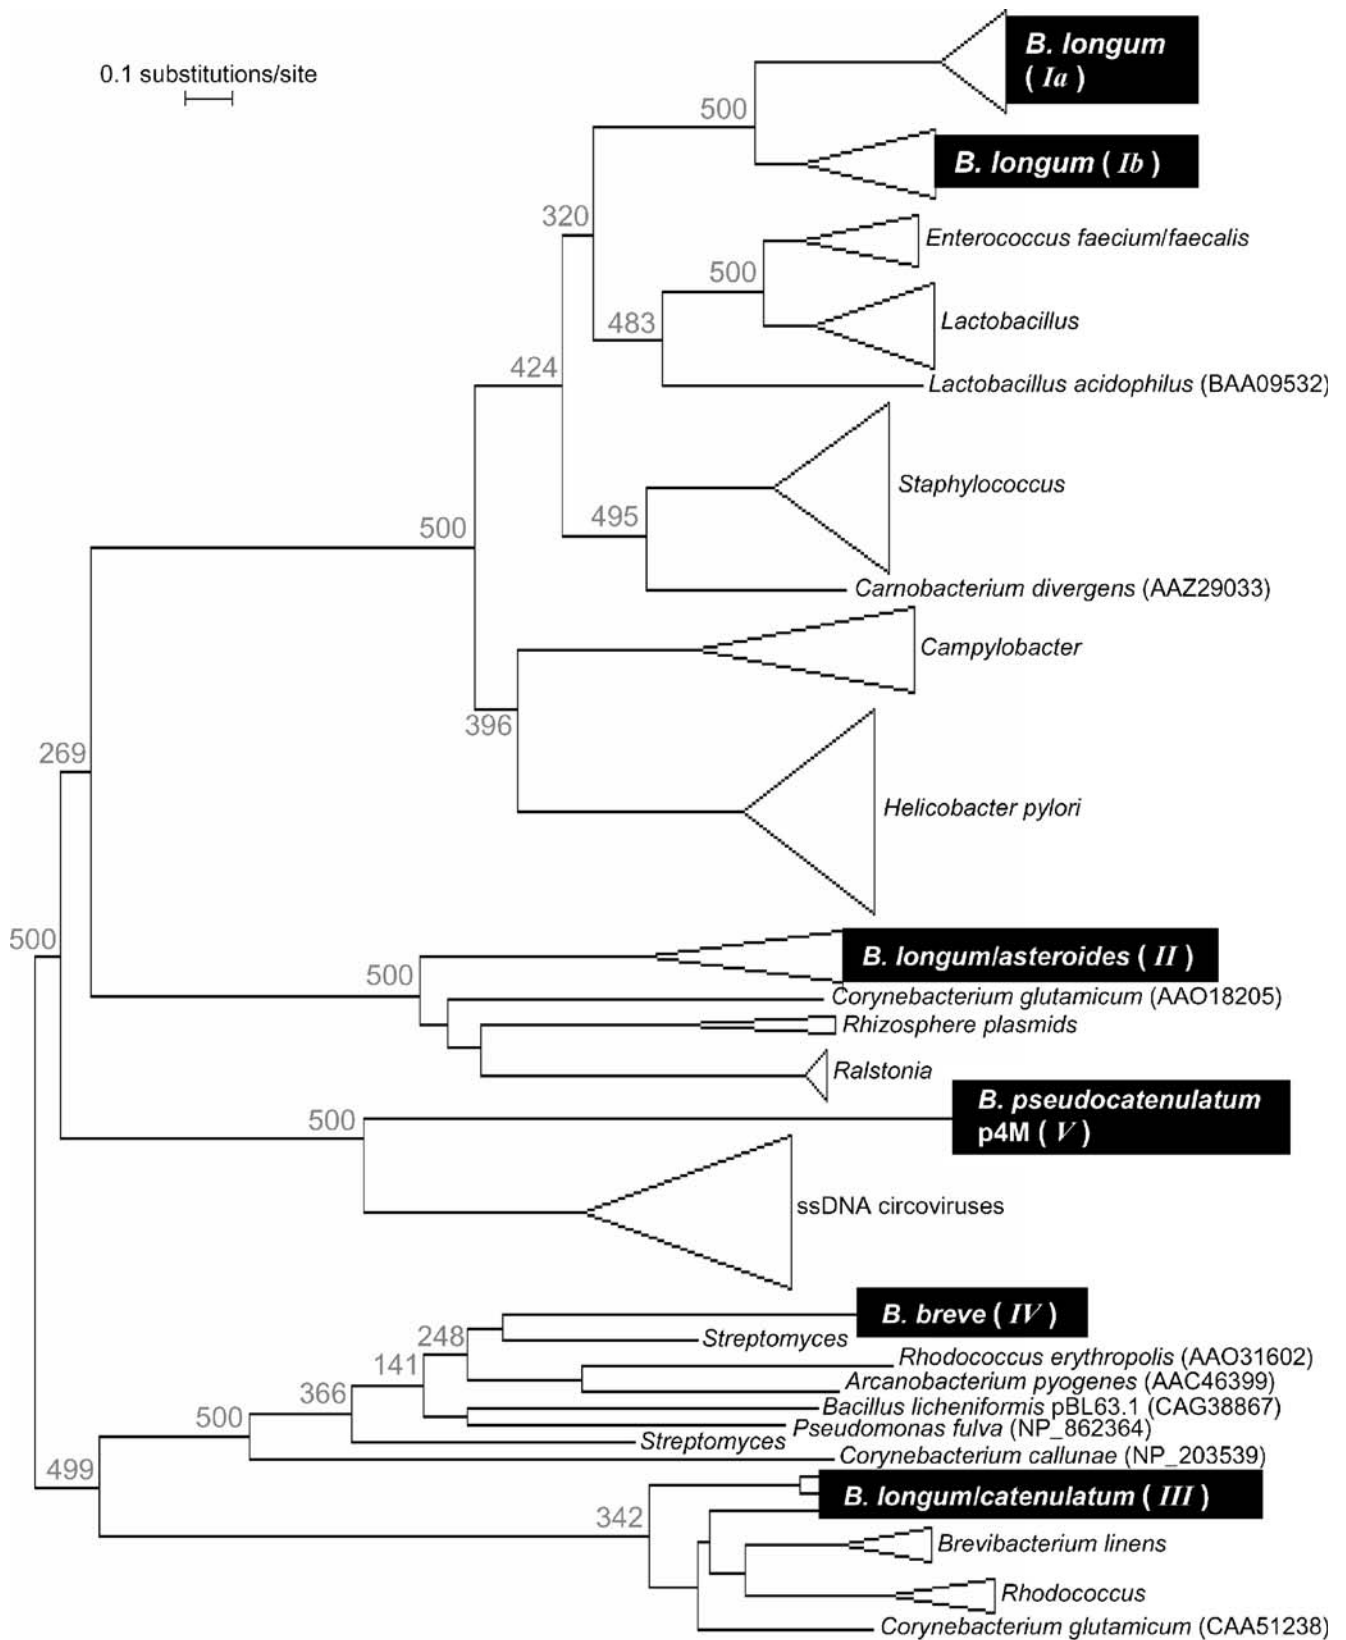 0.1 substitutions/site
B. longum
( Ia )
500
B. longum ( Ib )
320
Enterococcus faecium/faecalis
500
Lactobacillus
483
424
Lactobacillus acidophilus (BAA09532)
Staphylococcus
495
500
Carnobacterium divergens (AAZ29033)
Campylobacter
396
269
Helicobacter pylori
500
B. longum/asteroides ( II )
500
Corynebacterium glutamicum (AAO18205)
Rhizosphere plasmids
Ralstonia
B. pseudocatenulatum
p4M ( V )
500
ssDNA circoviruses
B. breve ( IV )
248
Streptomyces
141
Rhodococcus erythropolis (AAO31602)
Arcanobacterium pyogenes (AAC46399)
366
Bacillus licheniformis pBL63.1 (CAG38867)
500
Pseudomonas fulva (NP_862364)
Streptomyces
Corynebacterium callunae (NP_203539)
499
B. longum/catenulatum ( III )
342
Brevibacterium linens
Rhodococcus
Corynebacterium glutamicum (CAA51238)